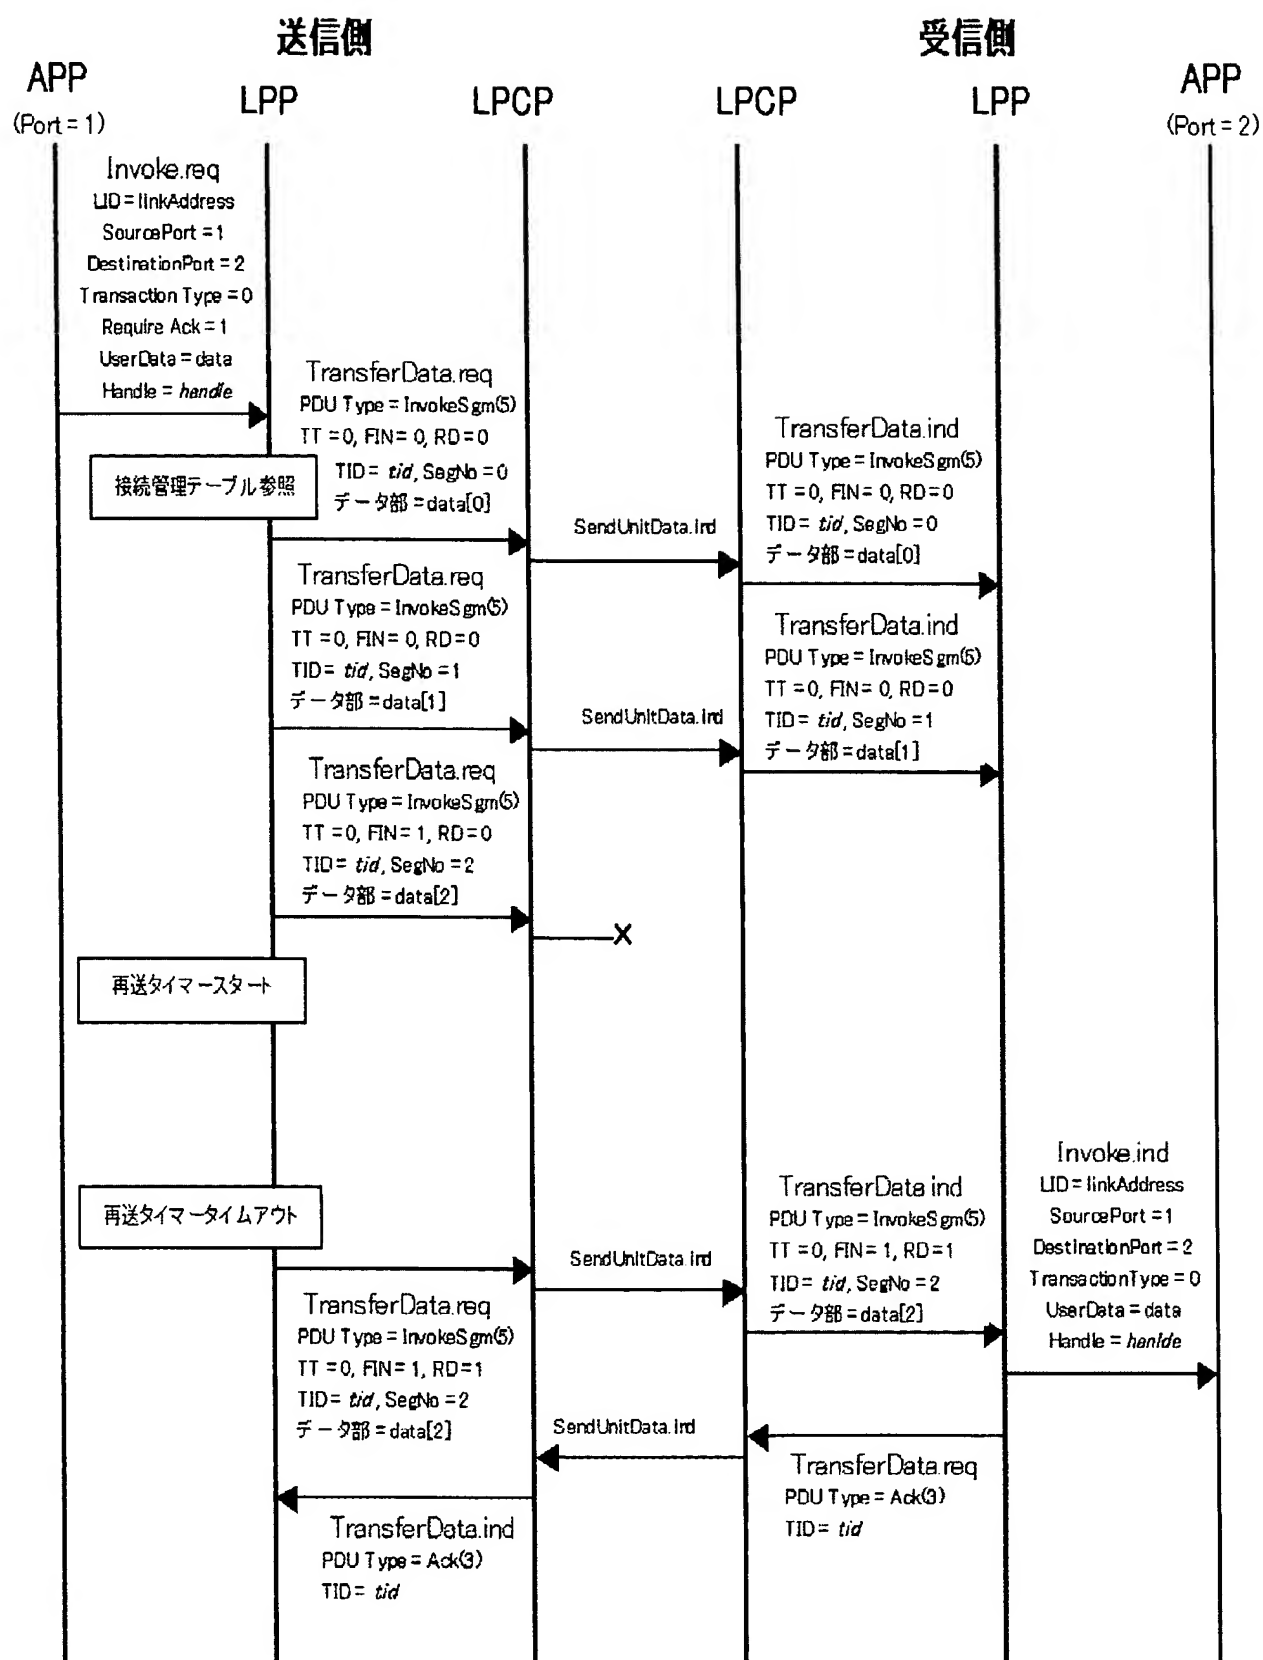 送信側
受信側
APP
(Port = 1)
LPP
LPCP
LPCP
LPP
APP
(Port = 2)
Invoke.req
LID = linkAddress
SourcePort = 1
DestinationPort = 2
Transaction Type = 0
Require Ack = 1
UserData = data
Handle = handle
接続管理テーブル参照
TransferData.req
PDU Type = InvokeSgm(5)
TT = 0, FIN = 0, RD = 0
TID = tid, SegNo = 0
データ部 = data[0]
SendUnitData.ind
TransferData.ind
PDU Type = InvokeSgm(5)
TT = 0, FIN = 0, RD = 0
TID = tid, SegNo = 0
データ部 = data[0]
TransferData.req
PDU Type = InvokeSgm(5)
TT = 0, FIN = 0, RD = 0
TID = tid, SegNo = 1
データ部 = data[1]
SendUnitData.ind
TransferData.ind
PDU Type = InvokeSgm(5)
TT = 0, FIN = 0, RD = 0
TID = tid, SegNo = 1
データ部 = data[1]
TransferData.req
PDU Type = InvokeSgm(5)
TT = 0, FIN = 1, RD = 0
TID = tid, SegNo = 2
データ部 = data[2]
再送タイマースタート
再送タイマータイムアウト
SendUnitData.ind
TransferData.ind
PDU Type = InvokeSgm(5)
TT = 0, FIN = 1, RD = 1
TID = tid, SegNo = 2
データ部 = data[2]
Invoke.ind
LID = linkAddress
SourcePort = 1
DestinationPort = 2
TransactionType = 0
UserData = data
Handle = hanlde
TransferData.req
PDU Type = InvokeSgm(5)
TT = 0, FIN = 1, RD = 1
TID = tid, SegNo = 2
データ部 = data[2]
SendUnitData.ind
TransferData.req
PDU Type = Ack(3)
TID = tid
TransferData.ind
PDU Type = Ack(3)
TID = tid